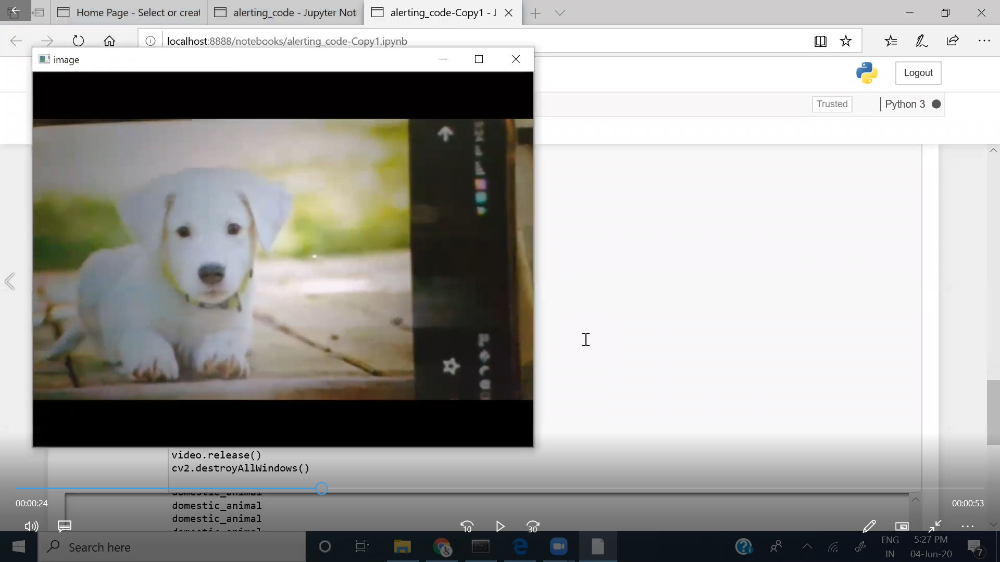 Home Page - Select or creat
alerting_code - Jupyter Not
alerting_code-Copy1 - J
localhost:8888/notebooks/alerting_code-Copy1.ipynb
image
Logout
Trusted
Python 3
video.release()
cv2.destroyAllWindows()
domestic_animal
domestic_animal
domestic_animal
domestic_animal
00:00:24
00:00:53
10
30
Search here
ENG
IN
5:27 PM
04-Jun-20
7